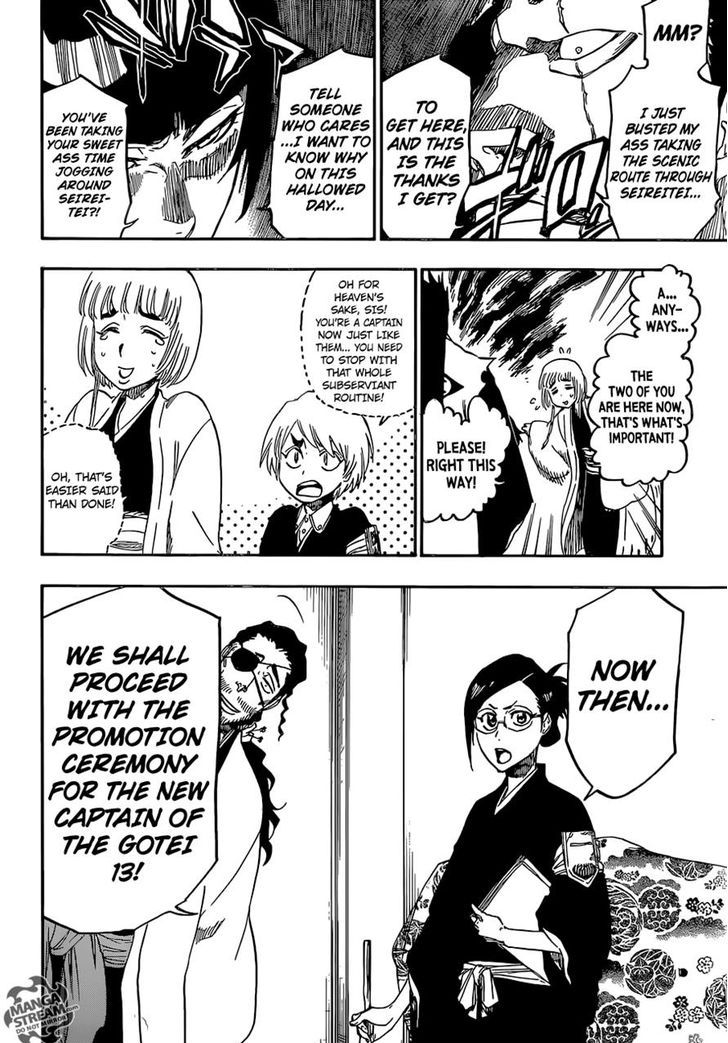 MM?
I JUST
BUSTED MY
ASS TAKING
THE SCENIC
ROUTE THROUGH
SEIREITEI...
TO
GET HERE,
AND THIS
IS THE
THANKS
I GET?
TELL
SOMEONE
WHO CARES
...I WANT TO
KNOW WHY
ON THIS
HALLOWED
DAY...
YOU'VE
BEEN TAKING
YOUR SWEET
ASS TIME
JOGGING
AROUND
SEIREI-
TEI?!
A...
ANY-
WAYS...
THE
TWO OF YOU
ARE HERE NOW,
THAT'S WHAT'S
IMPORTANT!
PLEASE!
RIGHT THIS
WAY!
OH FOR
HEAVEN'S
SAKE, SIS!
YOU'RE A CAPTAIN
NOW JUST LIKE
THEM... YOU NEED
TO STOP WITH
THAT WHOLE
SUBSERVIANT
ROUTINE!
OH, THAT'S
EASIER SAID
THAN DONE!
NOW
THEN...
WE SHALL
PROCEED
WITH THE
PROMOTION
CEREMONY
FOR THE NEW
CAPTAIN OF
THE GOTEI
13!
MANGA
STREAM.com
DO NOT MIRROR